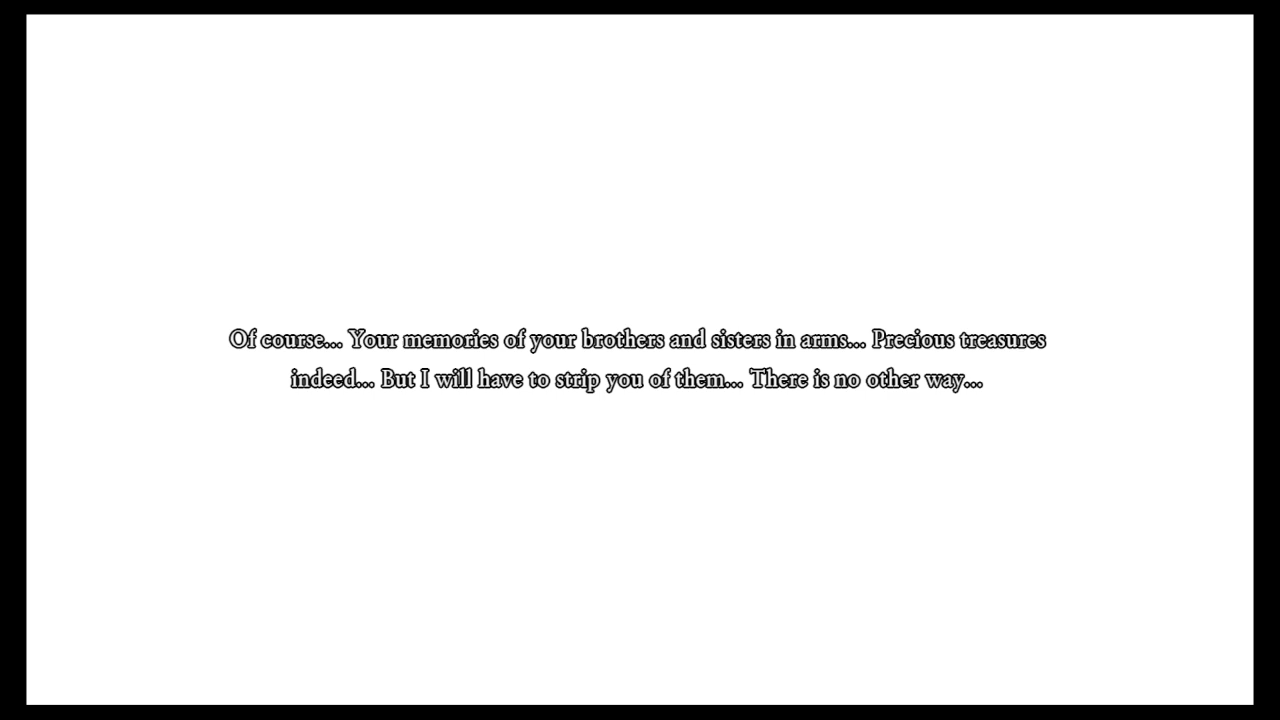 Of course... Your memories of your brothers and sisters in arms... Precious treasures
indeed... But I will have to strip you of them... There is no other way...